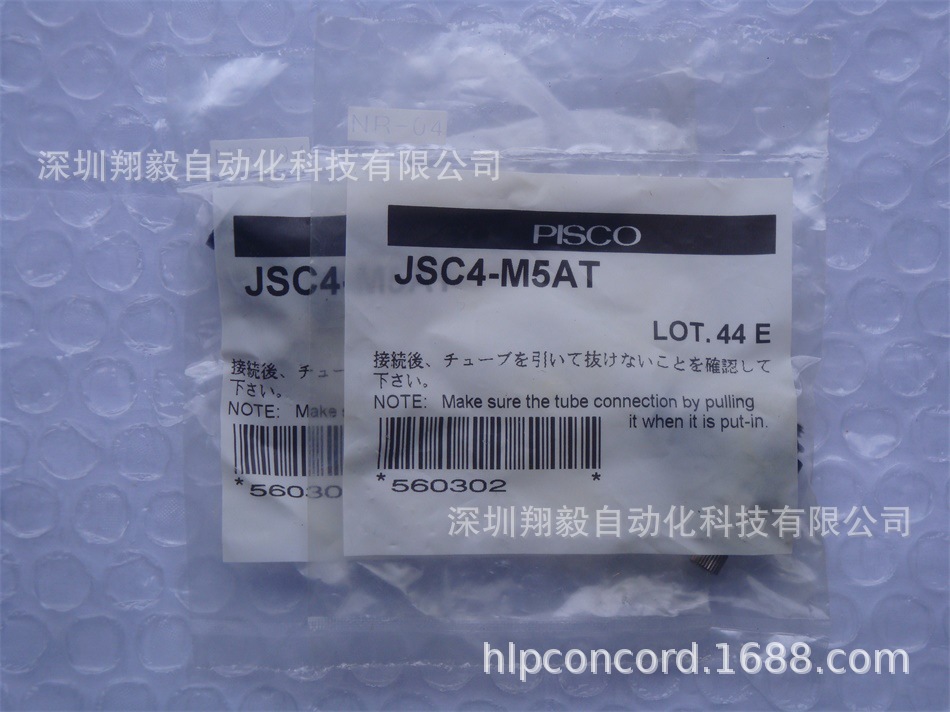 NR-04
深圳翔毅自动化科技有限公司
PISCO
JSC4-M5AT
LOT. 44 E
接続後、チューブを引いて抜けないことを確認して
下さい。
NOTE: Make sure the tube connection by pulling
it when it is put-in.
*560302 *
JSC4-
接続後、チュー
下さい。
NOTE: Make
*56030
深圳翔毅自动化科技有限公司
hlpconcord.1688.com